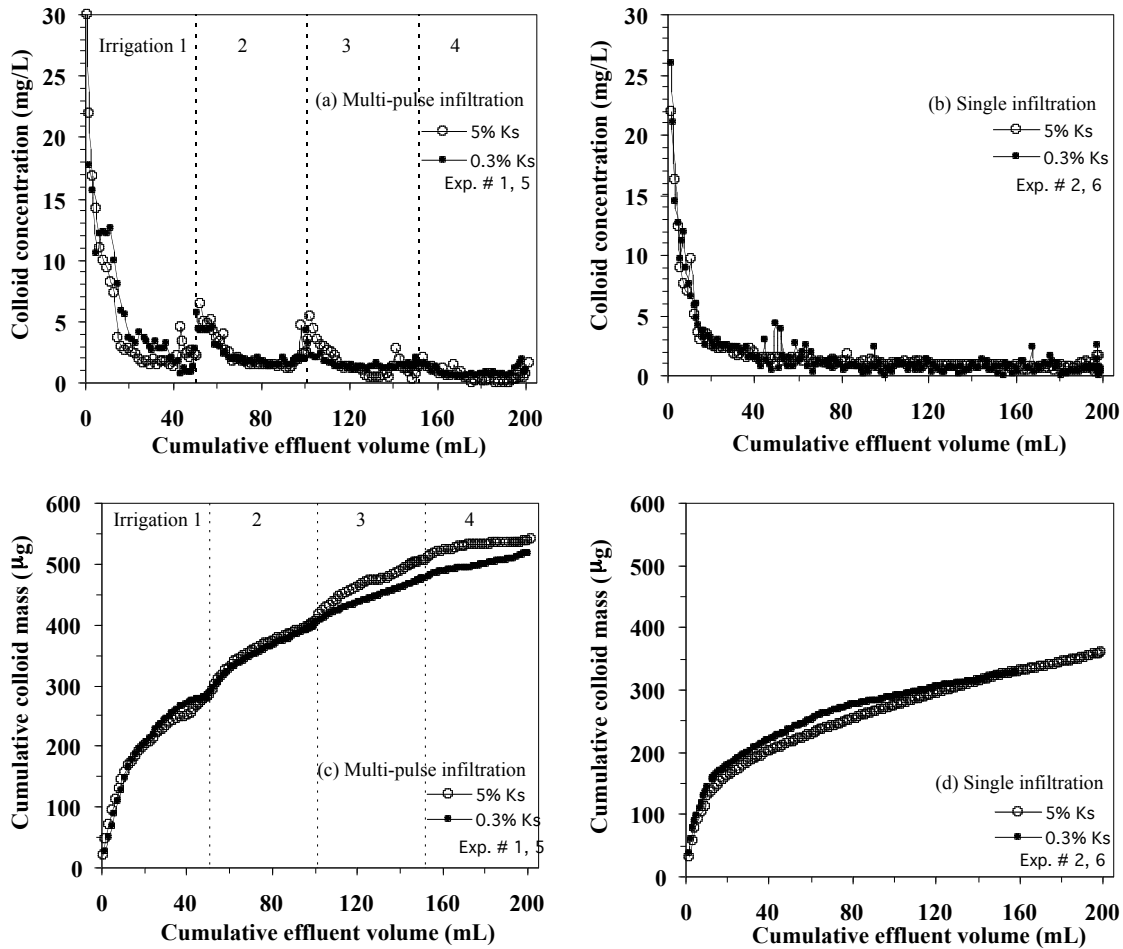 30
25
20
15
10
5
0
Colloid concentration (mg/L)
Irrigation 1 2 3 4
(a) Multi-pulse infiltration
5% Ks
0.3% Ks
Exp. # 1, 5
0 40 80 120 160 200
Cumulative effluent volume (mL)
30
25
20
15
10
5
0
Colloid concentration (mg/L)
(b) Single infiltration
5% Ks
0.3% Ks
Exp. # 2, 6
0 40 80 120 160 200
Cumulative effluent volume (mL)
600
500
400
300
200
100
0
Cumulative colloid mass (μg)
Irrigation 1 2 3 4
(c) Multi-pulse infiltration
5% Ks
0.3% Ks
Exp. # 1, 5
0 40 80 120 160 200
Cumulative effluent volume (mL)
600
500
400
300
200
100
0
Cumulative colloid mass (μg)
(d) Single infiltration
5% Ks
0.3% Ks
Exp. # 2, 6
0 40 80 120 160 200
Cumulative effluent volume (mL)